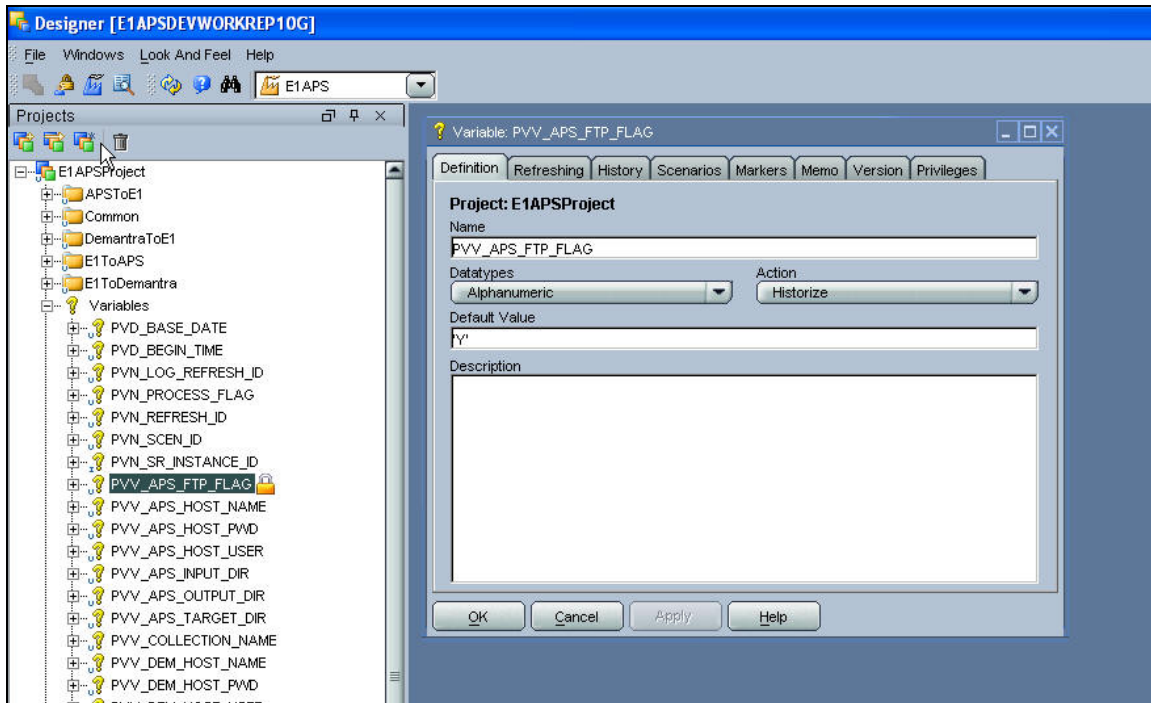 Designer [E1APSDEVWORKREP10G]
File Windows Look And Feel Help
E1APS
Projects
E1APSProject
APSToE1
Common
DemantraToE1
E1ToAPS
E1ToDemantra
Variables
PVD_BASE_DATE
PVD_BEGIN_TIME
PVN_LOG_REFRESH_ID
PVN_PROCESS_FLAG
PVN_REFRESH_ID
PVN_SCEN_ID
PVN_SR_INSTANCE_ID
PVV_APS_FTP_FLAG
PVV_APS_HOST_NAME
PVV_APS_HOST_PWD
PVV_APS_HOST_USER
PVV_APS_INPUT_DIR
PVV_APS_OUTPUT_DIR
PVV_APS_TARGET_DIR
PVV_COLLECTION_NAME
PVV_DEM_HOST_NAME
PVV_DEM_HOST_PWD
Variable: PVV_APS_FTP_FLAG
Definition Refreshing History Scenarios Markers Memo Version Privileges
Project: E1APSProject
Name
PVV_APS_FTP_FLAG
Datatypes Action
Alphanumeric Historize
Default Value
'Y'
Description
OK Cancel Apply Help